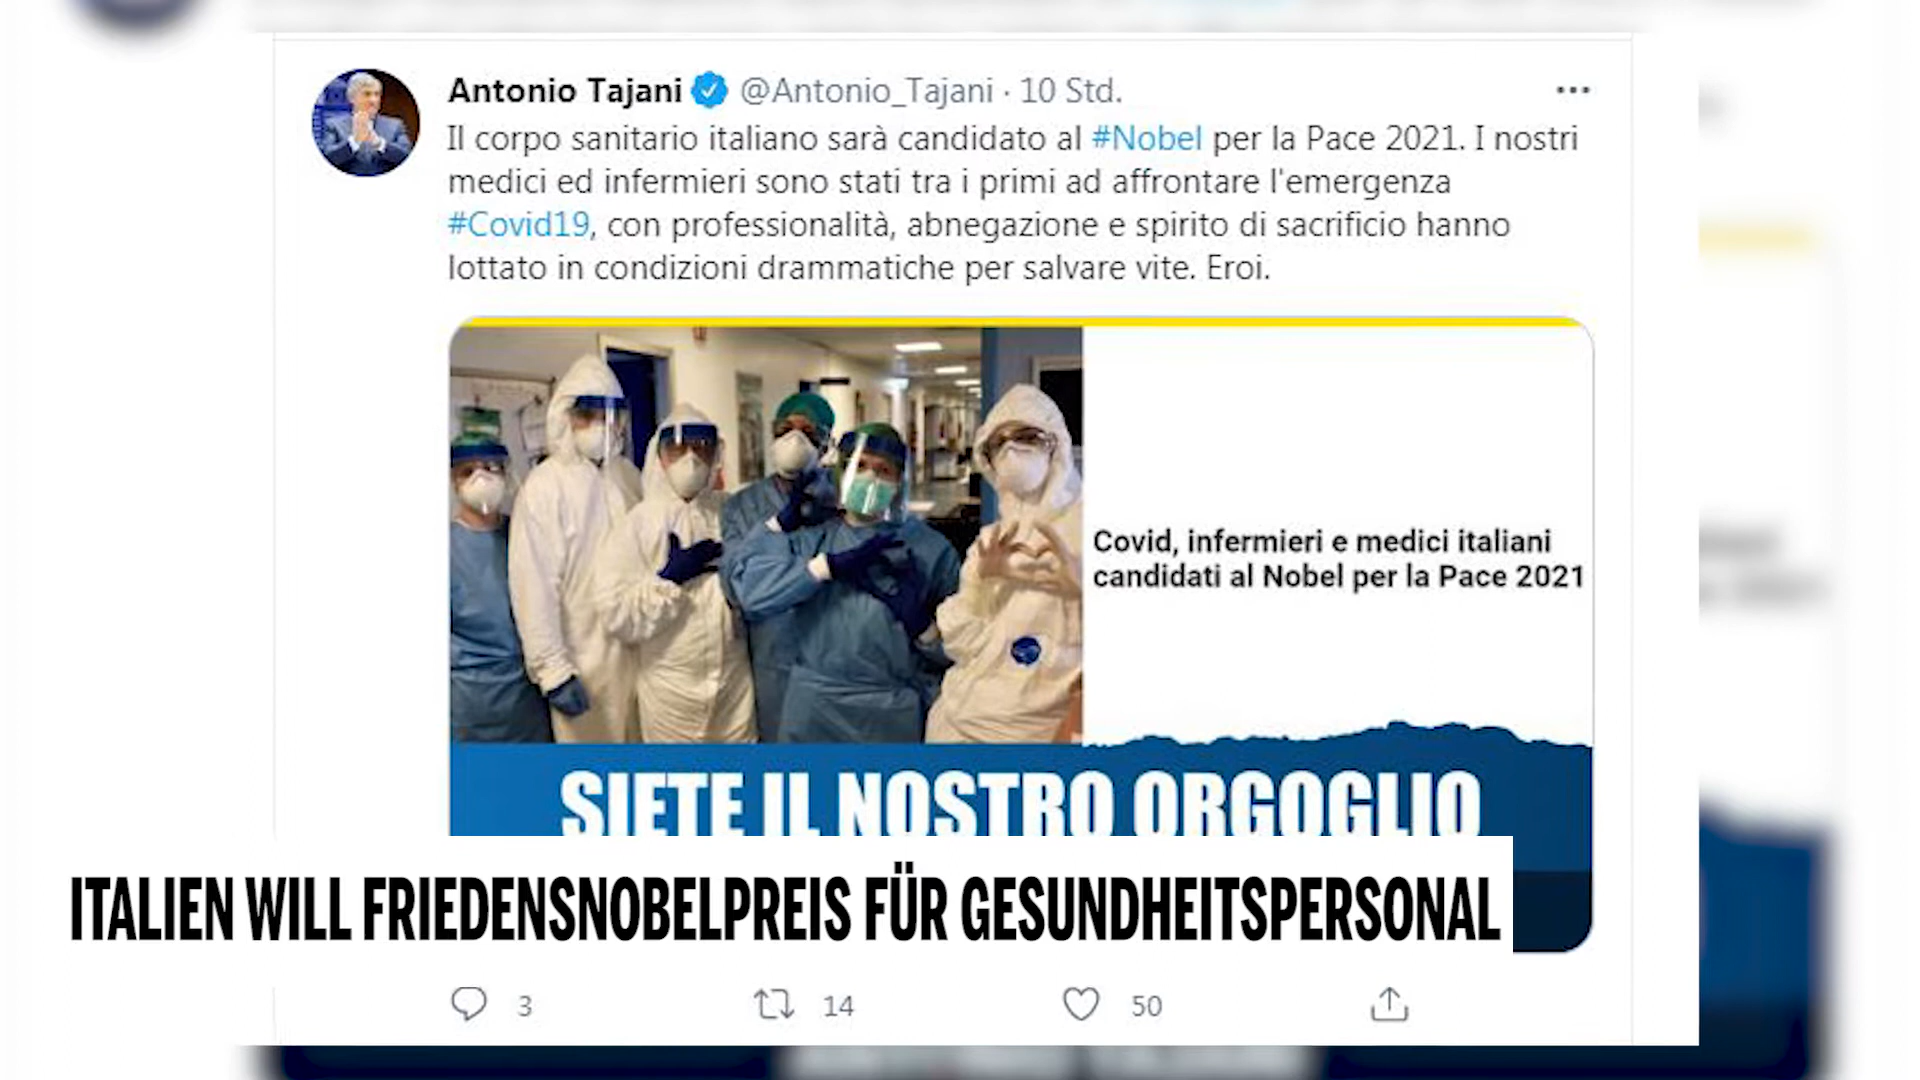 Antonio Tajani @Antonio_Tajani · 10 Std.
Il corpo sanitario italiano sarà candidato al #Nobel per la Pace 2021. I nostri
medici ed infermieri sono stati tra i primi ad affrontare l'emergenza
#Covid19, con professionalità, abnegazione e spirito di sacrificio hanno
lottato in condizioni drammatiche per salvare vite. Eroi.
Covid, infermieri e medici italiani
candidati al Nobel per la Pace 2021
SIETE IL NOSTRO ORGOGLIO
ITALIEN WILL FRIEDENSNOBELPREIS FÜR GESUNDHEITSPERSONAL
3 14 50